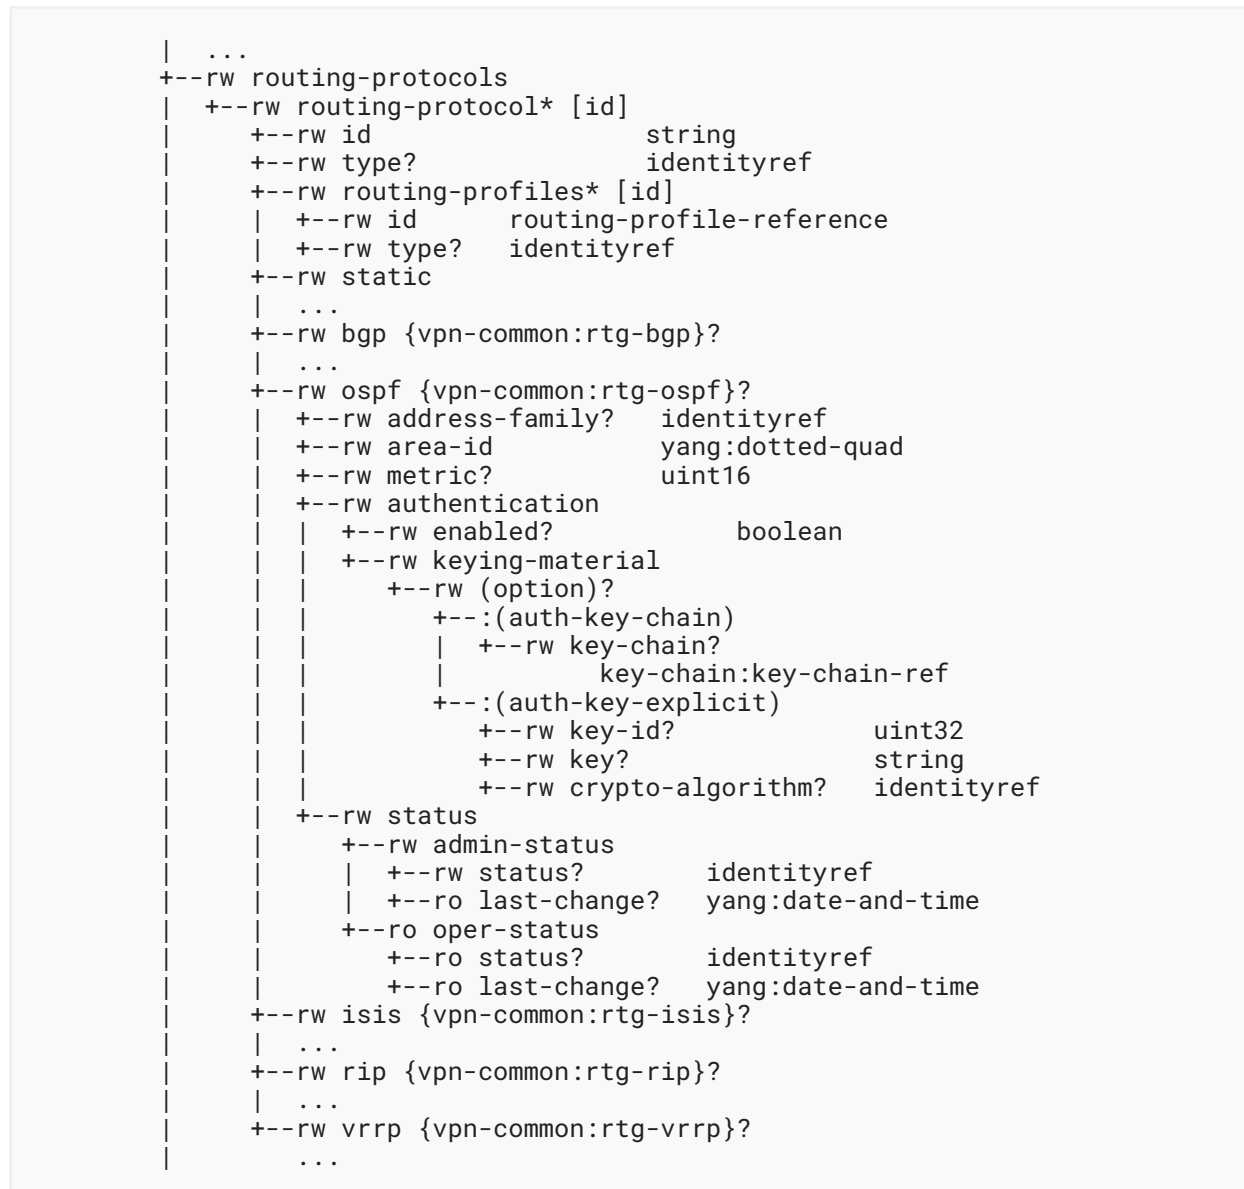 |  ...
+--rw routing-protocols
|  +--rw routing-protocol* [id]
|     +--rw id                  string
|     +--rw type?               identityref
|     +--rw routing-profiles* [id]
|     |  +--rw id      routing-profile-reference
|     |  +--rw type?   identityref
|     +--rw static
|     |  ...
|     +--rw bgp {vpn-common:rtg-bgp}?
|     |  ...
|     +--rw ospf {vpn-common:rtg-ospf}?
|     |  +--rw address-family?   identityref
|     |  +--rw area-id           yang:dotted-quad
|     |  +--rw metric?           uint16
|     |  +--rw authentication
|     |  |  +--rw enabled?            boolean
|     |  |  +--rw keying-material
|     |  |     +--rw (option)?
|     |  |        +--:(auth-key-chain)
|     |  |        |  +--rw key-chain?
|     |  |        |          key-chain:key-chain-ref
|     |  |        +--:(auth-key-explicit)
|     |  |           +--rw key-id?             uint32
|     |  |           +--rw key?                string
|     |  |           +--rw crypto-algorithm?   identityref
|     |  +--rw status
|     |     +--rw admin-status
|     |     |  +--rw status?        identityref
|     |     |  +--ro last-change?   yang:date-and-time
|     |     +--ro oper-status
|     |        +--ro status?        identityref
|     |        +--ro last-change?   yang:date-and-time
|     +--rw isis {vpn-common:rtg-isis}?
|     |  ...
|     +--rw rip {vpn-common:rtg-rip}?
|     |  ...
|     +--rw vrrp {vpn-common:rtg-vrrp}?
|        ...